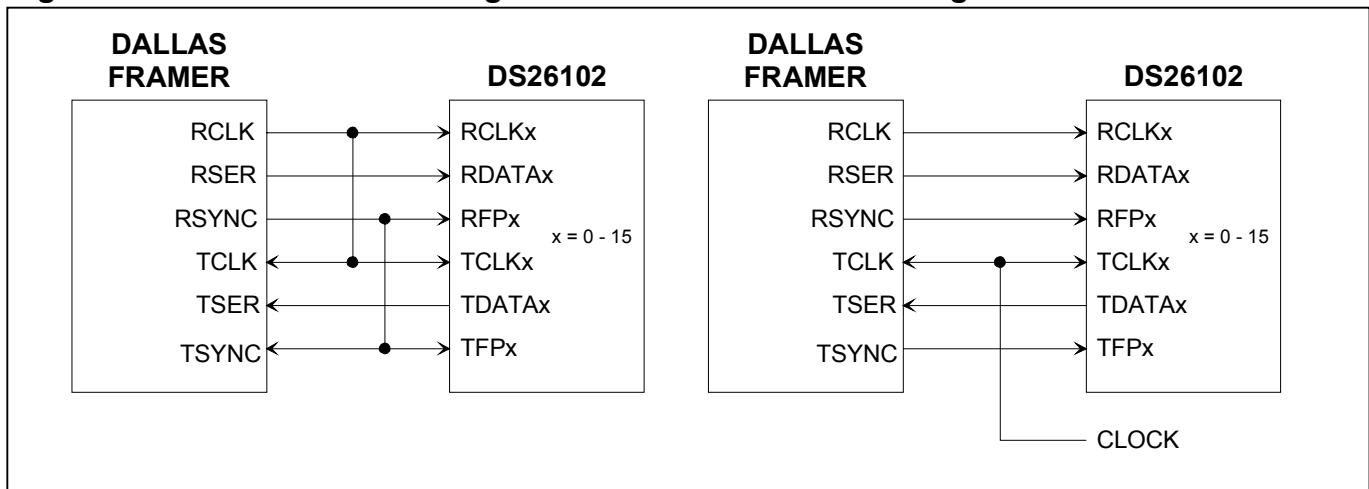 DALLAS
FRAMER
DS26102
RCLK
RCLKx
RSER
RDATAx
RSYNC
RFPx
x = 0 - 15
TCLK
TCLKx
TSER
TDATAx
TSYNC
TFPx
DALLAS
FRAMER
DS26102
RCLK
RCLKx
RSER
RDATAx
RSYNC
RFPx
x = 0 - 15
TCLK
TCLKx
TSER
TDATAx
TSYNC
TFPx
CLOCK